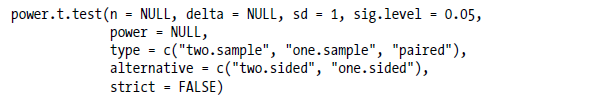 power.t.test(n = NULL, delta = NULL, sd = 1, sig.level = 0.05,
power = NULL,
type = c("two.sample", "one.sample", "paired"),
alternative = c("two.sided", "one.sided"),
strict = FALSE)